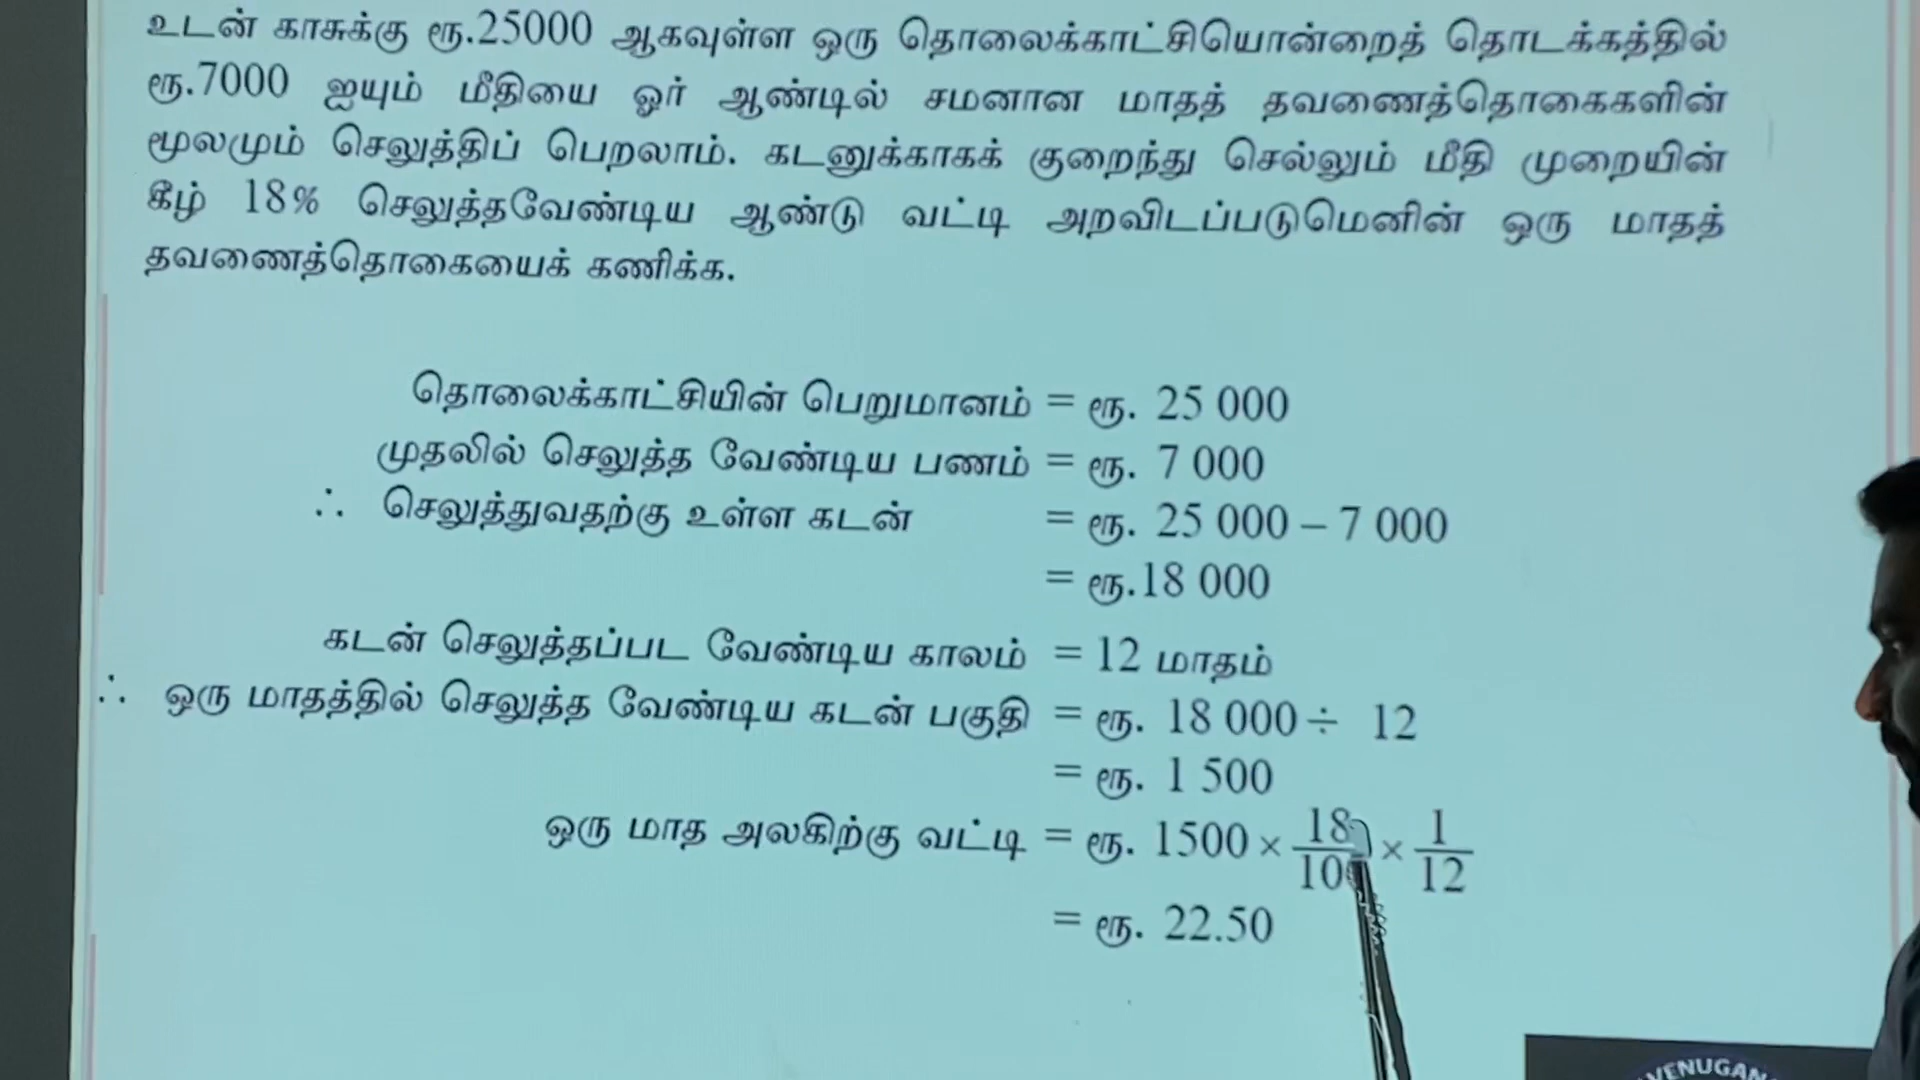 உடன் காசுக்கு ரூ.25000 ஆகவுள்ள ஒரு தொலைக்காட்சியொன்றைத் தொடக்கத்தில்
ரூ.7000 ஐயும் மீதியை ஓர் ஆண்டில் சமனான மாதத் தவணைத்தொகைகளின்
மூலமும் செலுத்திப் பெறலாம். கடனுக்காகக் குறைந்து செல்லும் மீதி முறையின்
கீழ் 18% செலுத்தவேண்டிய ஆண்டு வட்டி அறவிடப்படுமெனின் ஒரு மாதத்
தவணைத்தொகையைக் கணிக்க.
தொலைக்காட்சியின் பெறுமானம் = ரூ. 25 000
முதலில் செலுத்த வேண்டிய பணம் = ரூ. 7 000
∴ செலுத்துவதற்கு உள்ள கடன் = ரூ. 25 000 – 7 000
= ரூ.18 000
கடன் செலுத்தப்பட வேண்டிய காலம் = 12 மாதம்
∴ ஒரு மாதத்தில் செலுத்த வேண்டிய கடன் பகுதி = ரூ. 18 000 ÷ 12
= ரூ. 1 500
ஒரு மாத அலகிற்கு வட்டி = ரூ. 1500 × 18/10 × 1/12
= ரூ. 22.50